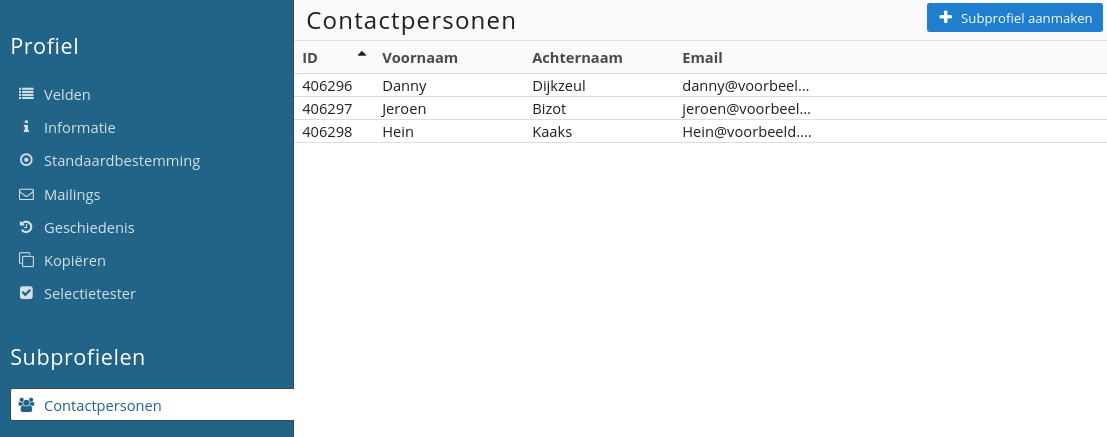 Profiel
Velden
Informatie
Standaardbestemming
Mailings
Geschiedenis
Kopiëren
Selectietester
Subprofielen
Contactpersonen
Contactpersonen
Subprofiel aanmaken
ID Voornaam Achternaam Email
406296 Danny Dijkzeul danny@voorbeel...
406297 Jeroen Bizot jeroen@voorbeel...
406298 Hein Kaaks Hein@voorbeeld....